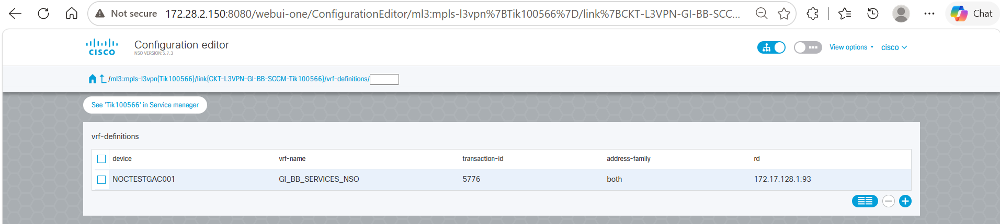 Not secure 172.28.2.150:8080/webui-one/ConfigurationEditor/ml3:mpls-l3vpn%7BTik100566%7D/link%7BCKT-L3VPN-GI-BB-SCC... Chat
CISCO Configuration editor View options cisco
NSO VERSION:5.7.3
/ml3:mpls-l3vpn{Tik100566}/link{CKT-L3VPN-GI-BB-SCCM-Tik100566}/vrf-definitions/
See 'Tik100566' in Service manager
vrf-definitions
device vrf-name transaction-id address-family rd
NOCTESTGAC001 GI_BB_SERVICES_NSO 5776 both 172.17.128.1:93